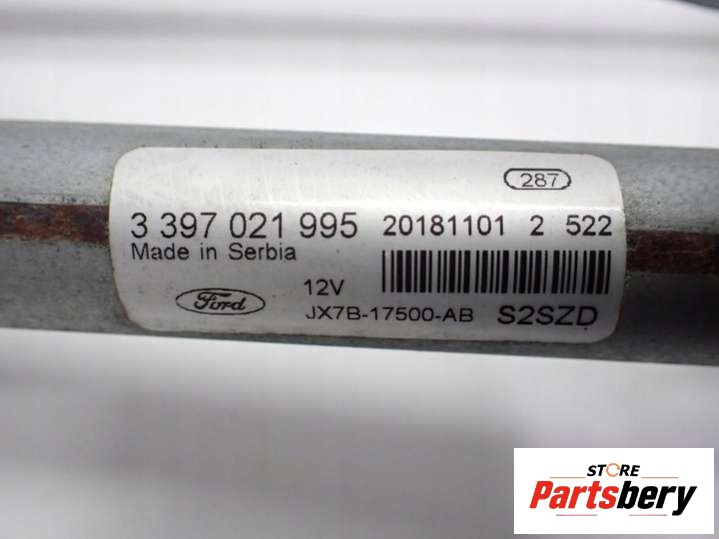 287
3 397 021 995 20181101 2 522
Made in Serbia
12V
Ford
JX7B-17500-AB S2SZD
STORE
Partsbery